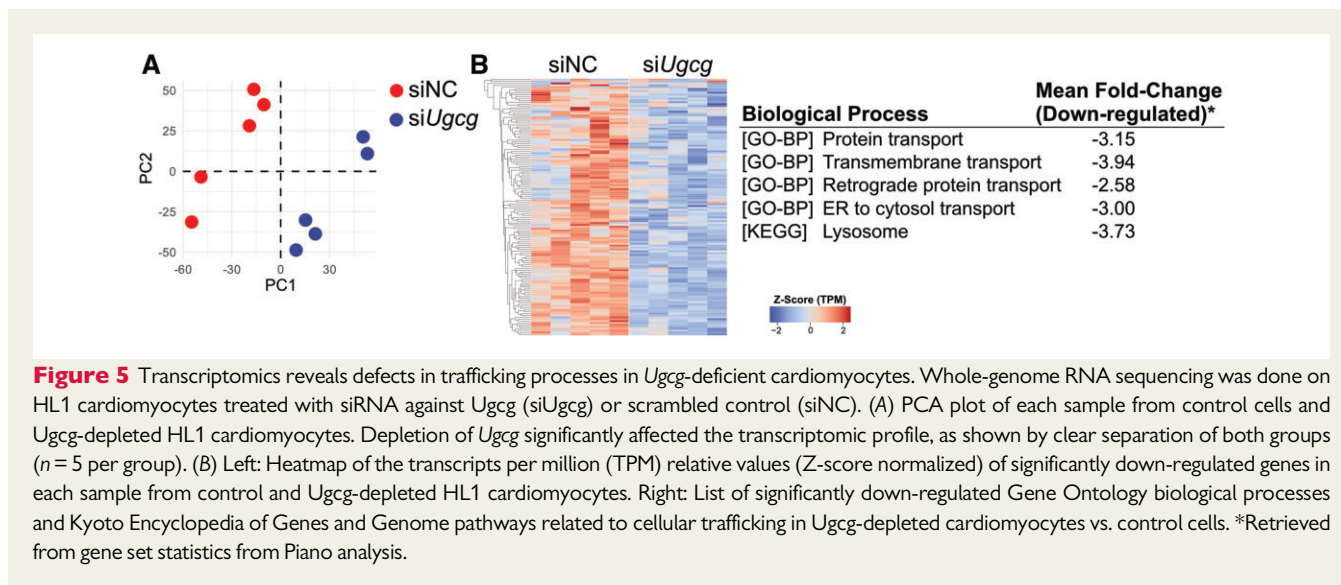 A
50
25
0
-25
-50
PC2
-60
-30
0
30
PC1
siNC
siUgcg
B
siNC
siUgcg
Z-Score (TPM)
-2
0
2
Biological Process
Mean Fold-Change
(Down-regulated)*
[GO-BP] Protein transport -3.15
[GO-BP] Transmembrane transport -3.94
[GO-BP] Retrograde protein transport -2.58
[GO-BP] ER to cytosol transport -3.00
[KEGG] Lysosome -3.73
Figure 5 Transcriptomics reveals defects in trafficking processes in Ugcg-deficient cardiomyocytes. Whole-genome RNA sequencing was done on
HL1 cardiomyocytes treated with siRNA against Ugcg (siUgcg) or scrambled control (siNC). (A) PCA plot of each sample from control cells and
Ugcg-depleted HL1 cardiomyocytes. Depletion of Ugcg significantly affected the transcriptomic profile, as shown by clear separation of both groups
(n = 5 per group). (B) Left: Heatmap of the transcripts per million (TPM) relative values (Z-score normalized) of significantly down-regulated genes in
each sample from control and Ugcg-depleted HL1 cardiomyocytes. Right: List of significantly down-regulated Gene Ontology biological processes
and Kyoto Encyclopedia of Genes and Genome pathways related to cellular trafficking in Ugcg-depleted cardiomyocytes vs. control cells. *Retrieved
from gene set statistics from Piano analysis.